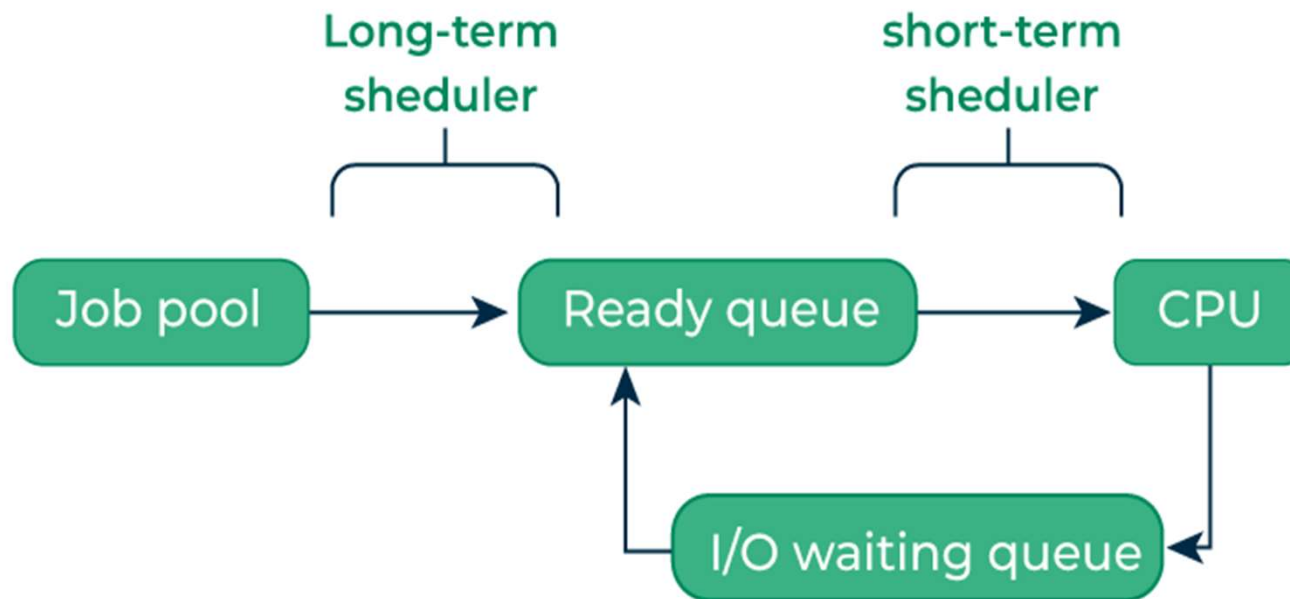 Long-term
sheduler
short-term
sheduler
Job pool
Ready queue
CPU
I/O waiting queue